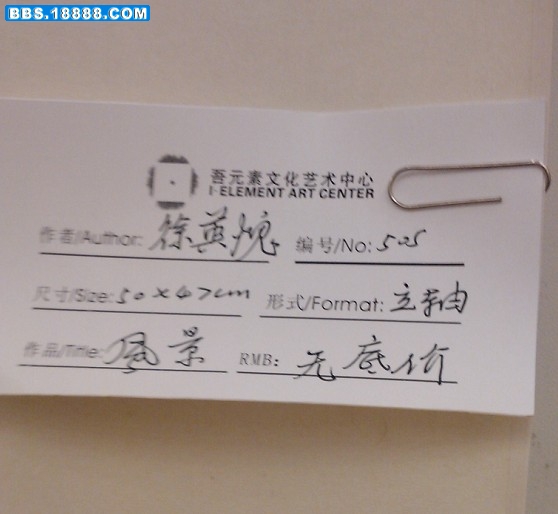 BBS.18888.COM
吾元素文化艺术中心
I-ELEMENT ART CENTER
作者/Author: 徐英槐 编号/No: 505
尺寸/Size: 50×47cm 形式/Format: 立轴
作品/Title: 风景 RMB: 无底价